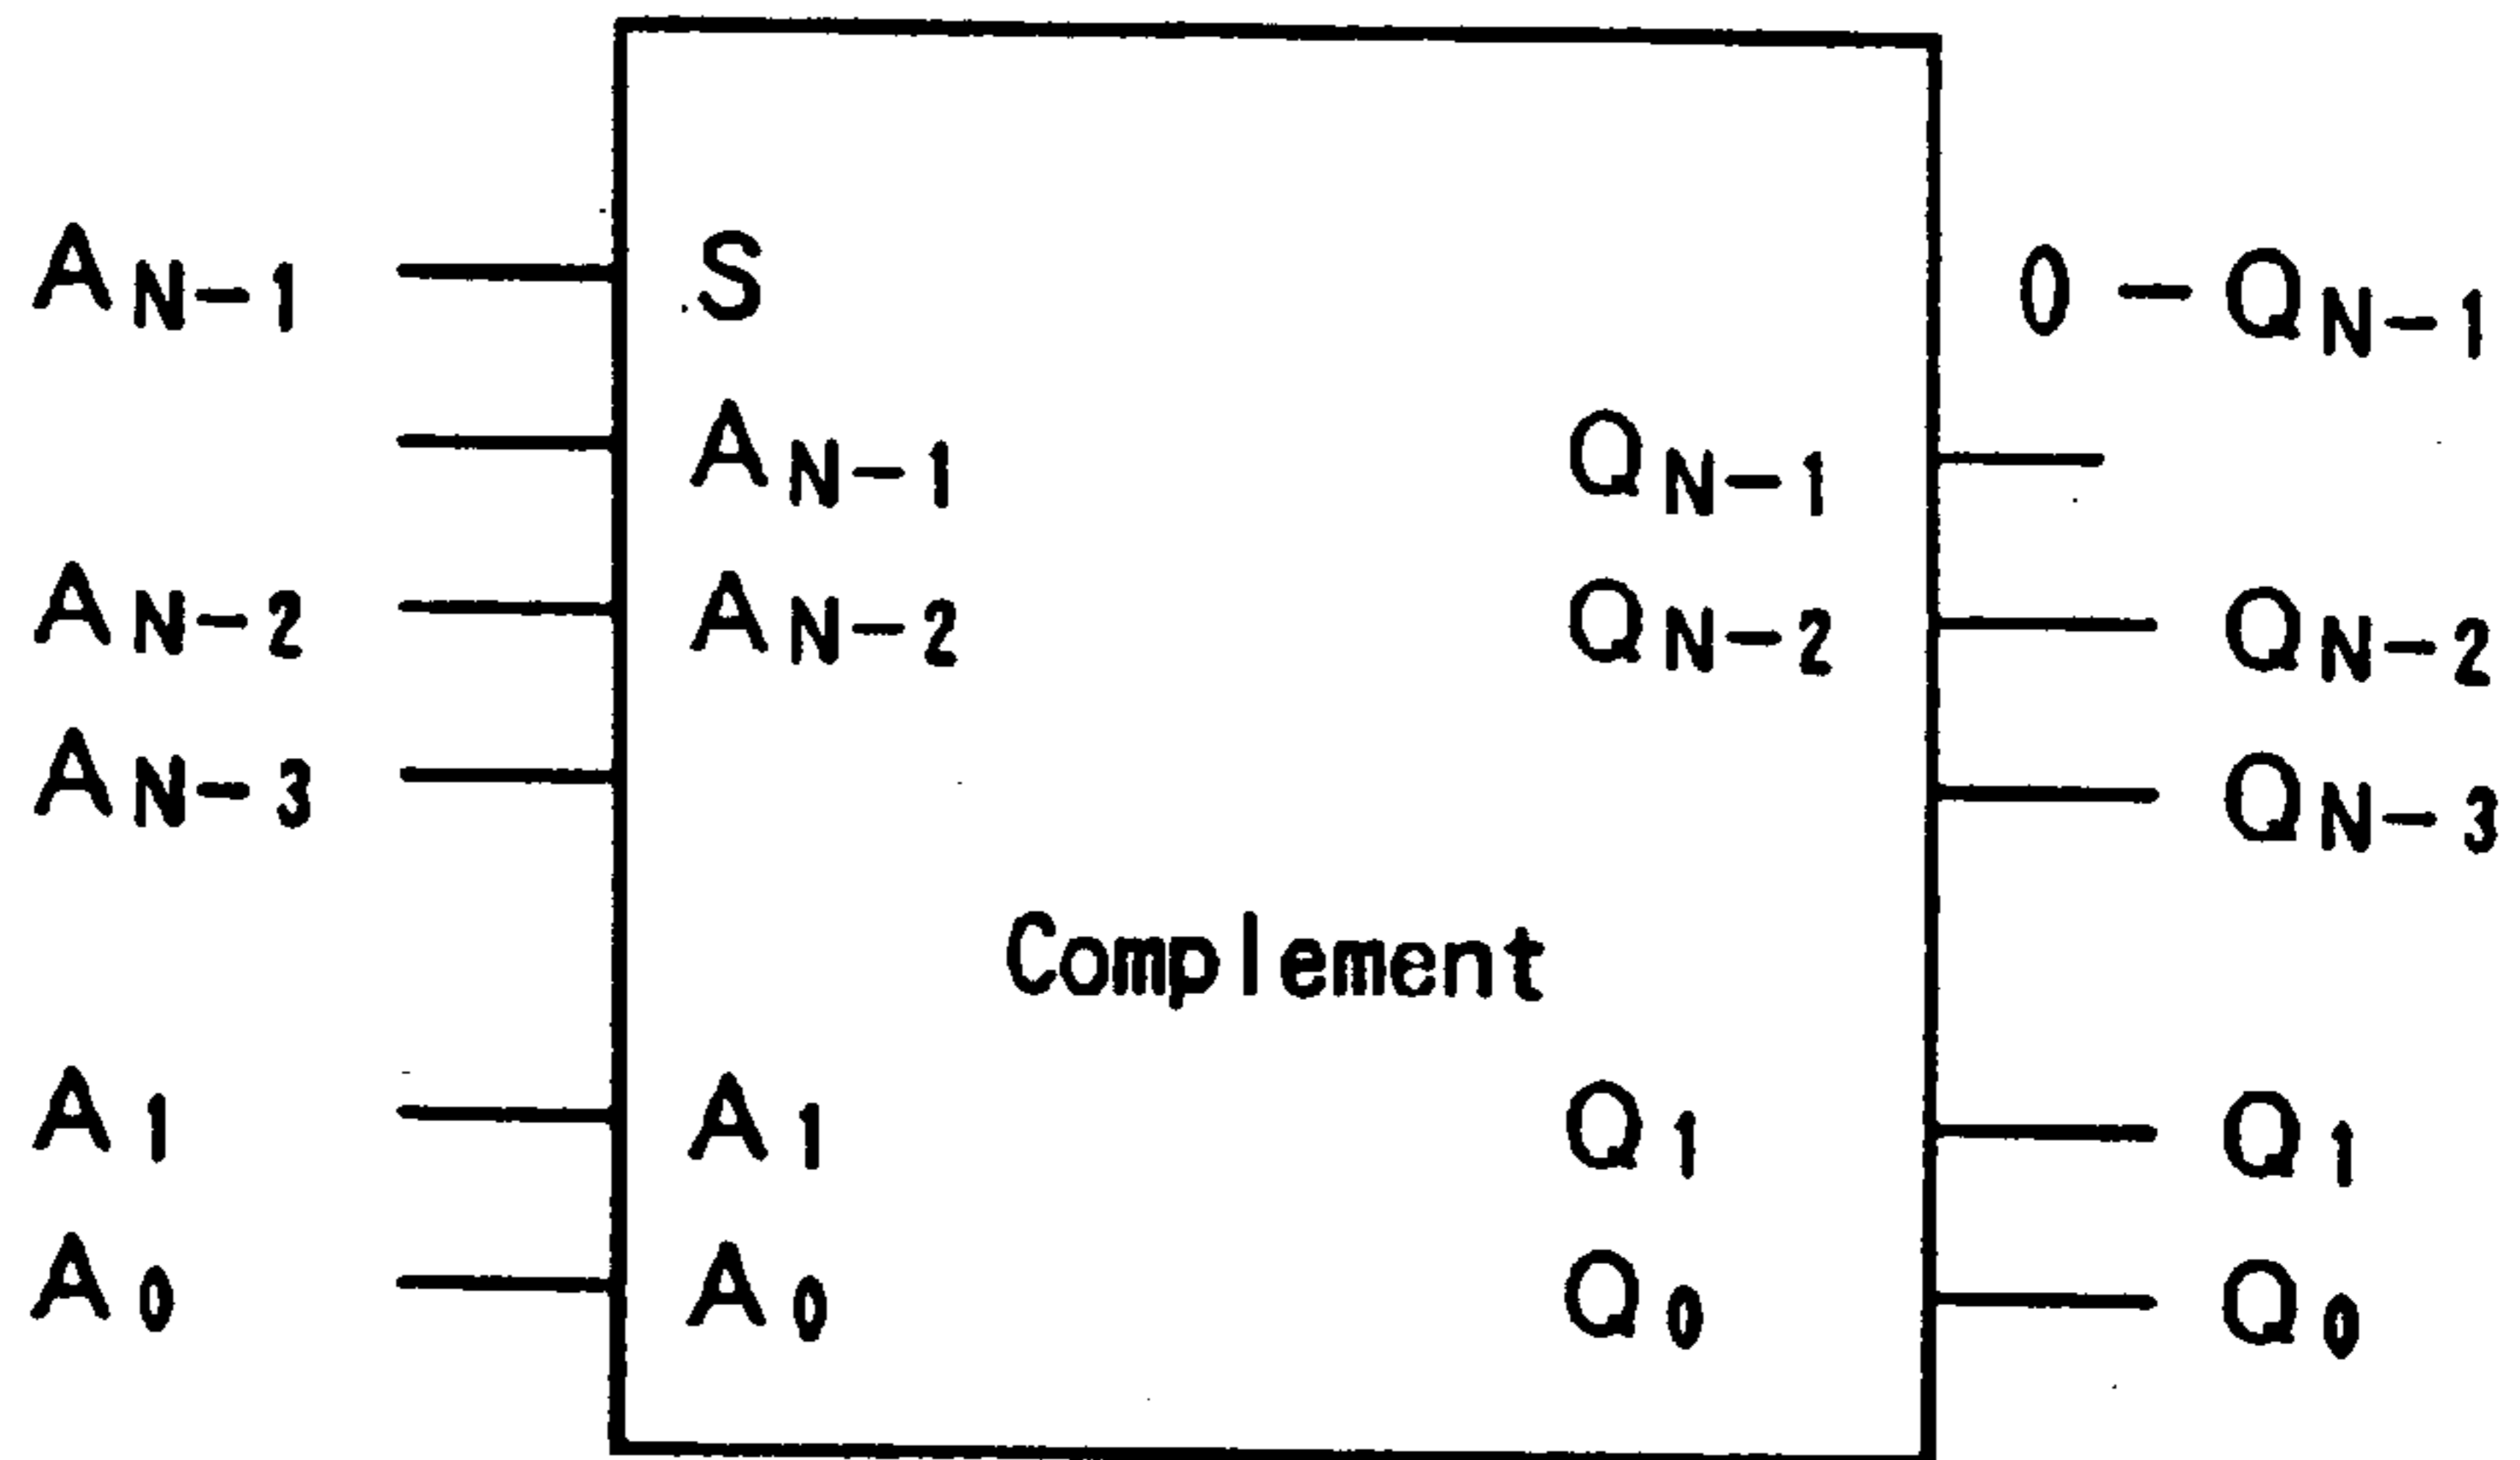 A N-1 S 0 - Q N-1
A N-1 Q N-1
A N-2 A N-2 Q N-2 Q N-2
A N-3 Q N-3
Complement
A 1 A 1 Q 1 Q 1
A 0 A 0 Q 0 Q 0